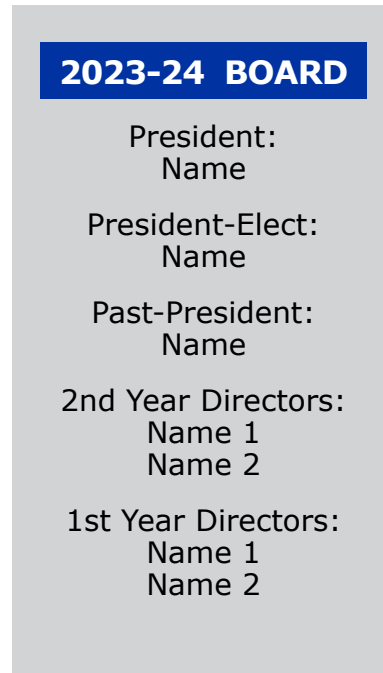 2023-24 BOARD
President:
Name
President-Elect:
Name
Past-President:
Name
2nd Year Directors:
Name 1
Name 2
1st Year Directors:
Name 1
Name 2